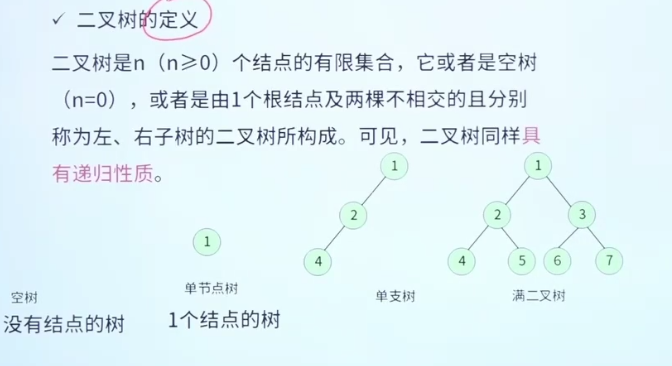 ✓ 二叉树的定义
二叉树是n（n≥0）个结点的有限集合，它或者是空树
（n=0），或者是由1个根结点及两棵不相交的且分别
称为左、右子树的二叉树所构成。可见，二叉树同样具
有递归性质。
1
1
2
4
1
2
3
4
5
6
7
空树
单节点树
单支树
满二叉树
没有结点的树
1个结点的树